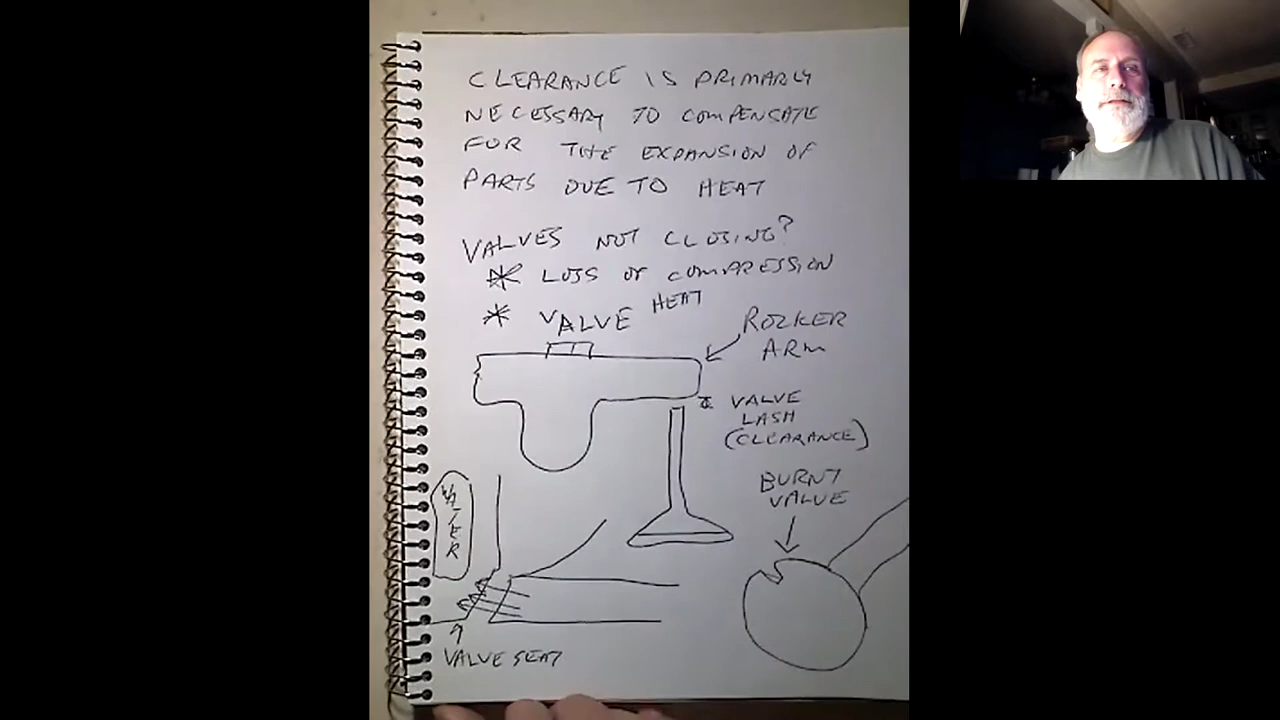 CLEARANCE IS PRIMARLY
NECESSARY TO COMPENSATE
FOR THE EXPANSION OF
PARTS DUE TO HEAT
VALVES NOT CLOSING?
* LOSS OF COMPRESSION
* VALVE HEAT
ROCKER
ARM
VALVE
LASH
(CLEARANCE)
BURNT
VALVE
WATER
VALVE SEAT